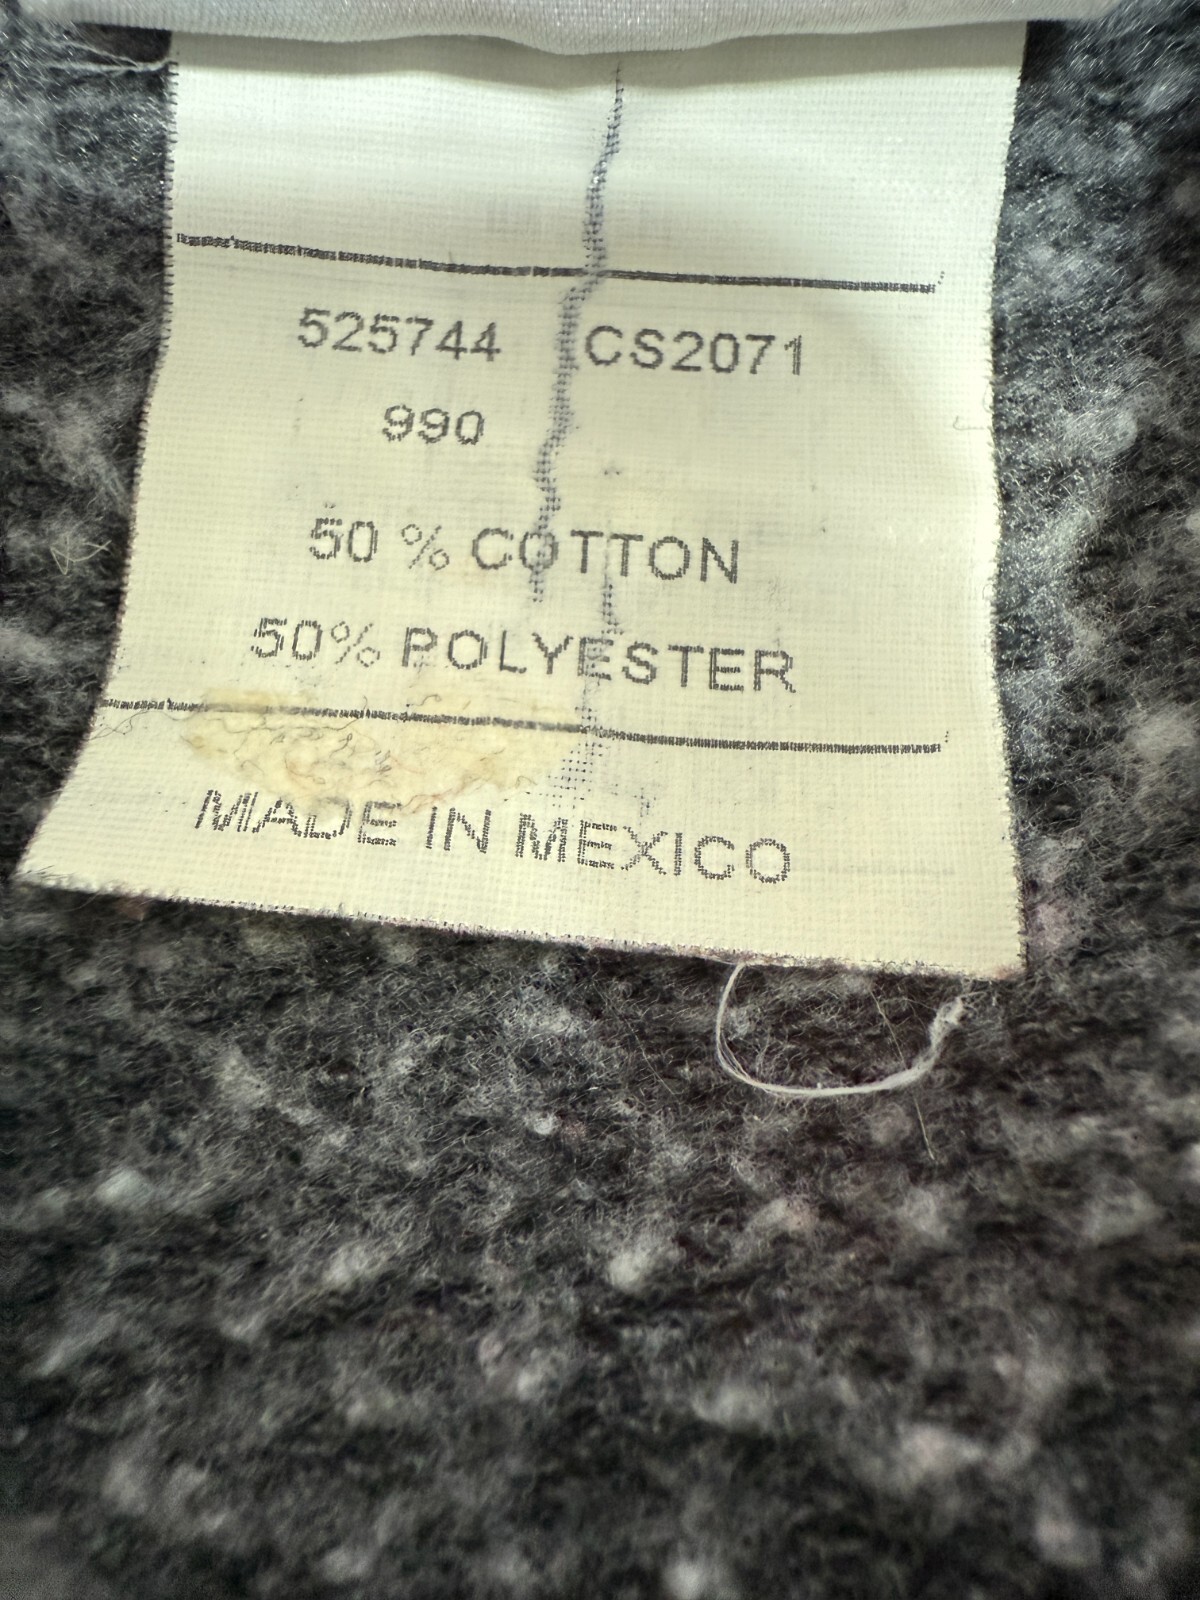 525744 CS2071
990
50 % COTTON
50% POLYESTER
MADE IN MEXICO